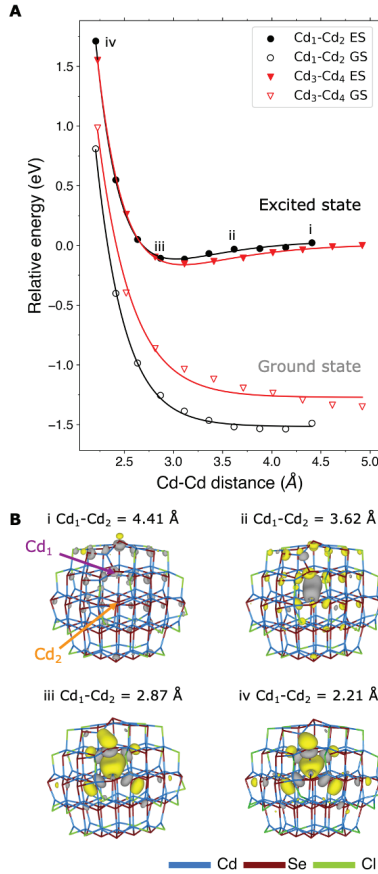 A
Cd₁-Cd₂ ES
Cd₁-Cd₂ GS
Cd₃-Cd₄ ES
Cd₃-Cd₄ GS
iv
iii
ii
i
Excited state
Ground state
1.5
1.0
0.5
0.0
−0.5
−1.0
−1.5
Relative energy (eV)
2.5 3.0 3.5 4.0 4.5 5.0
Cd-Cd distance (Å)
B
i Cd₁-Cd₂ = 4.41 Å
ii Cd₁-Cd₂ = 3.62 Å
Cd₁
Cd₂
iii Cd₁-Cd₂ = 2.87 Å
iv Cd₁-Cd₂ = 2.21 Å
Cd Se Cl